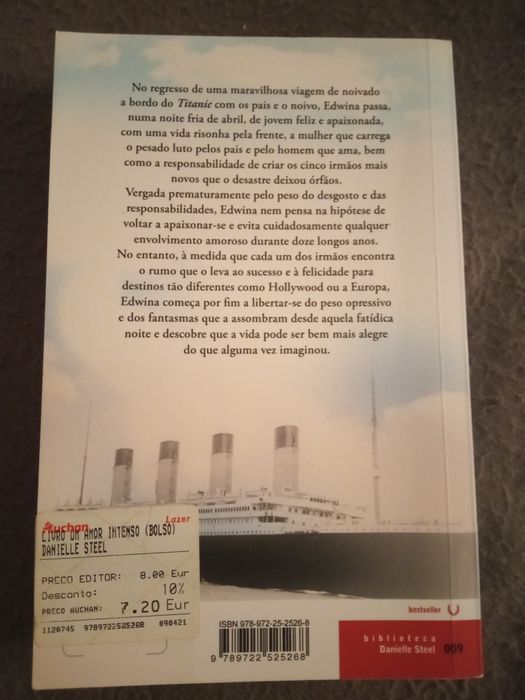 No regresso de uma maravilhosa viagem de noivado
a bordo do Titanic com os pais e o noivo, Edwina passa,
numa noite fria de abril, de jovem feliz e apaixonada,
com uma vida risonha pela frente, a mulher que carrega
o pesado luto pelos pais e pelo homem que ama, bem
como a responsabilidade de criar os cinco irmãos mais
novos que o desastre deixou órfãos.
Vergada prematuramente pelo peso do desgosto e das
responsabilidades, Edwina nem pensa na hipótese de
voltar a apaixonar-se e evita cuidadosamente qualquer
envolvimento amoroso durante doze longos anos.
No entanto, à medida que cada um dos irmãos encontra
o rumo que o leva ao sucesso e à felicidade para
destinos tão diferentes como Hollywood ou a Europa,
Edwina começa por fim a libertar-se do peso opressivo
e dos fantasmas que a assombram desde aquela fatídica
noite e descobre que a vida pode ser bem mais alegre
do que alguma vez imaginou.
Auchan Lazer
LIVRO UM AMOR INTENSO (BOLSO)
DANIELLE STEEL
PRECO EDITOR: 8.00 Eur
Desconto: 10%
PRECO AUCHAN: 7.20 Eur
1120745 9789722525268 090421
ISBN 978-972-25-2526-8
9 789722 525268
bestseller
biblioteca
Danielle Steel 009